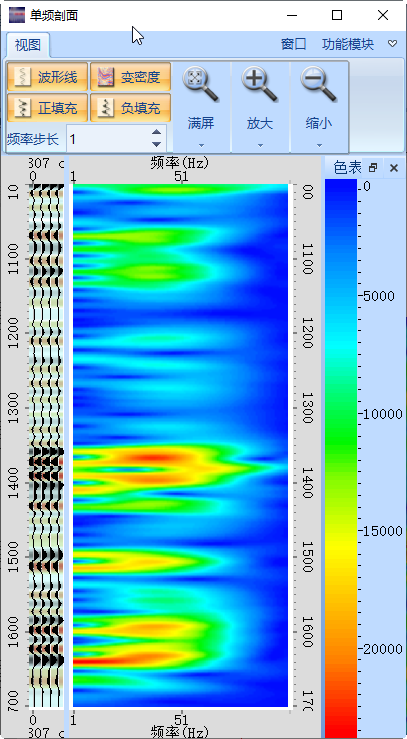 单频剖面
视图
窗口 功能模块
波形线 变密度
正填充 负填充
频率步长 1
满屏 放大 缩小
307 c 频率(Hz) 色表
0 1 51
10 00 0
1100 1100
5000
1200 1200
1300 1300
10000
1400 1400
1500 1500
15000
1600 1600
20000
700 170
0 1 51
307 c 频率(Hz)